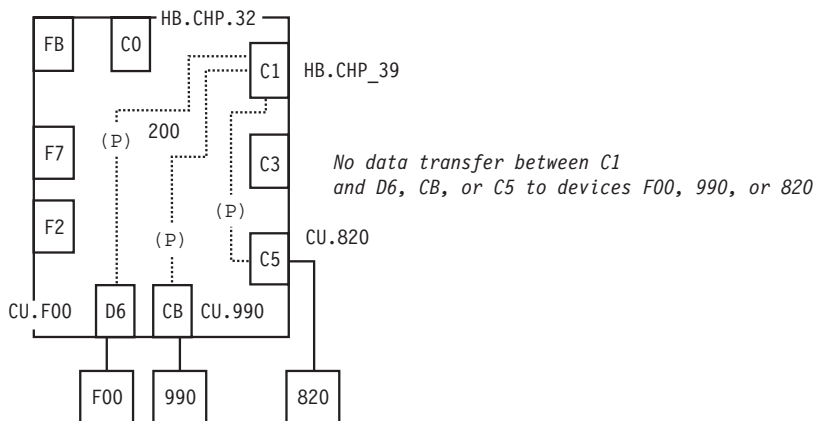 HB.CHP.32
FB
C0
C1
HB.CHP_39
(P)
200
F7
C3
No data transfer between C1
and D6, CB, or C5 to devices F00, 990, or 820
F2
(P)
(P)
CU.820
C5
CU.F00
D6
CB
CU.990
F00
990
820